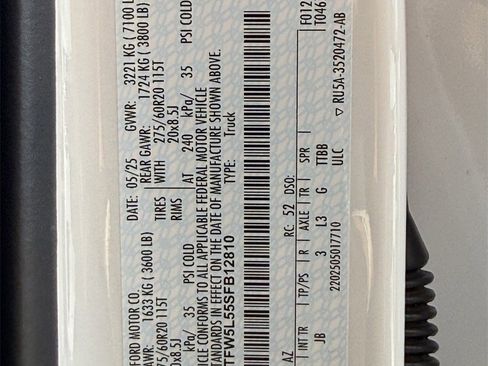 FORD MOTOR CO.
DATE: 05/25
GVWR: 3221 KG ( 7100 L
GAWR: 1633 KG ( 3600 LB)
REAR GAWR: 1724 KG ( 3800 LB)
275/60R20 115T
TIRES
WITH 275/60R20 115T
20x8.5J
RIMS
20x8.5J
kPa/ 35 PSI COLD
AT 240 kPa/ 35 PSI COLD
VEHICLE CONFORMS TO ALL APPLICABLE FEDERAL MOTOR VEHICLE
STANDARDS IN EFFECT ON THE DATE OF MANUFACTURE SHOWN ABOVE.
TFW5L55SFB12810
TYPE: Truck
F012
T046
AZ
RC: 52
DSO:
INT TR
TP/PS
R
AXLE
TR
SPR
JB
3
L3
G
TTBB
2202505017710
ULC
▽ RU5A-3520472-AB